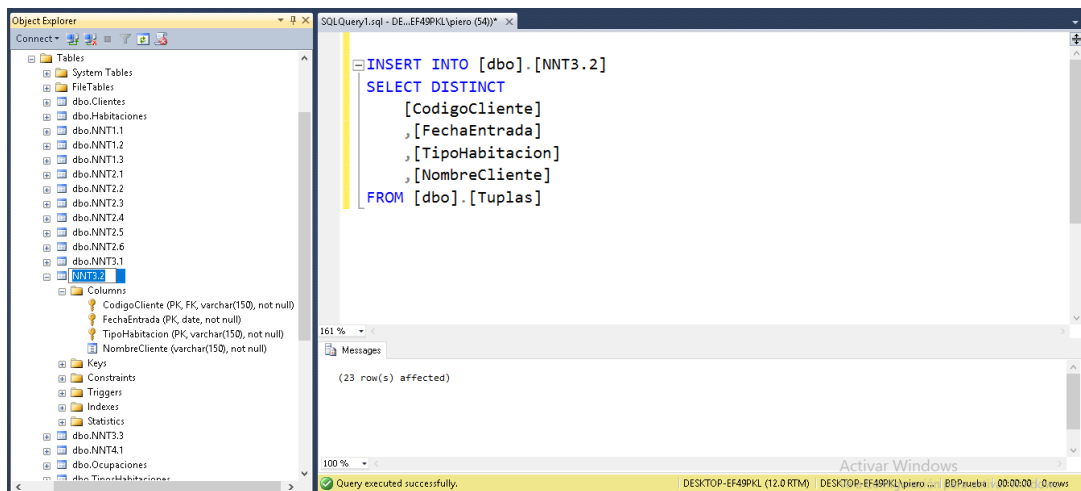 Object Explorer
Connect
Tables
System Tables
FileTables
dbo.Clientes
dbo.Habitaciones
dbo.NNT1.1
dbo.NNT1.2
dbo.NNT1.3
dbo.NNT2.1
dbo.NNT2.2
dbo.NNT2.3
dbo.NNT2.4
dbo.NNT2.5
dbo.NNT2.6
dbo.NNT3.1
NNT3.2
Columns
CodigoCliente (PK, FK, varchar(150), not null)
FechaEntrada (PK, date, not null)
TipoHabitacion (PK, varchar(150), not null)
NombreCliente (varchar(150), not null)
Keys
Constraints
Triggers
Indexes
Statistics
dbo.NNT3.3
dbo.NNT4.1
dbo.Ocupaciones
dbo.TiposHabitaciones
SQLQuery1.sql - DE...EF49PKL\piero (54))*
INSERT INTO [dbo].[NNT3.2]
SELECT DISTINCT
[CodigoCliente]
,[FechaEntrada]
,[TipoHabitacion]
,[NombreCliente]
FROM [dbo].[Tuplas]
161 %
Messages
(23 row(s) affected)
100 %
Activar Windows
Query executed successfully.
DESKTOP-EF49PKL (12.0 RTM)
DESKTOP-EF49PKL\piero ...
BDPrueba
00:00:00
0 rows